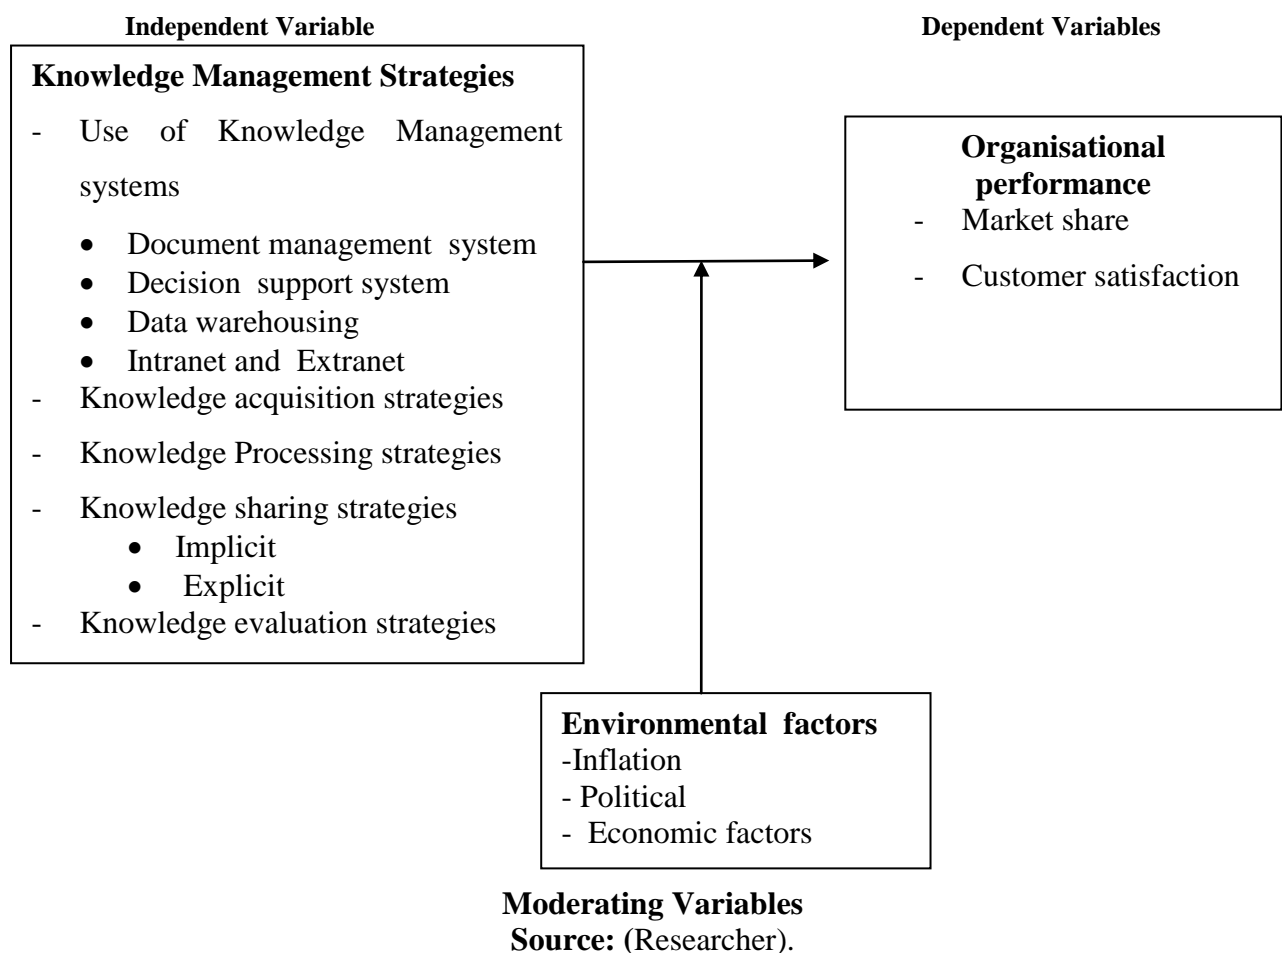 Independent Variable
Dependent Variables
Knowledge Management Strategies
- Use of Knowledge Management
systems
• Document management system
• Decision support system
• Data warehousing
• Intranet and Extranet
- Knowledge acquisition strategies
- Knowledge Processing strategies
- Knowledge sharing strategies
• Implicit
• Explicit
- Knowledge evaluation strategies
Organisational
performance
- Market share
- Customer satisfaction
Environmental factors
-Inflation
- Political
- Economic factors
Moderating Variables
Source: (Researcher).